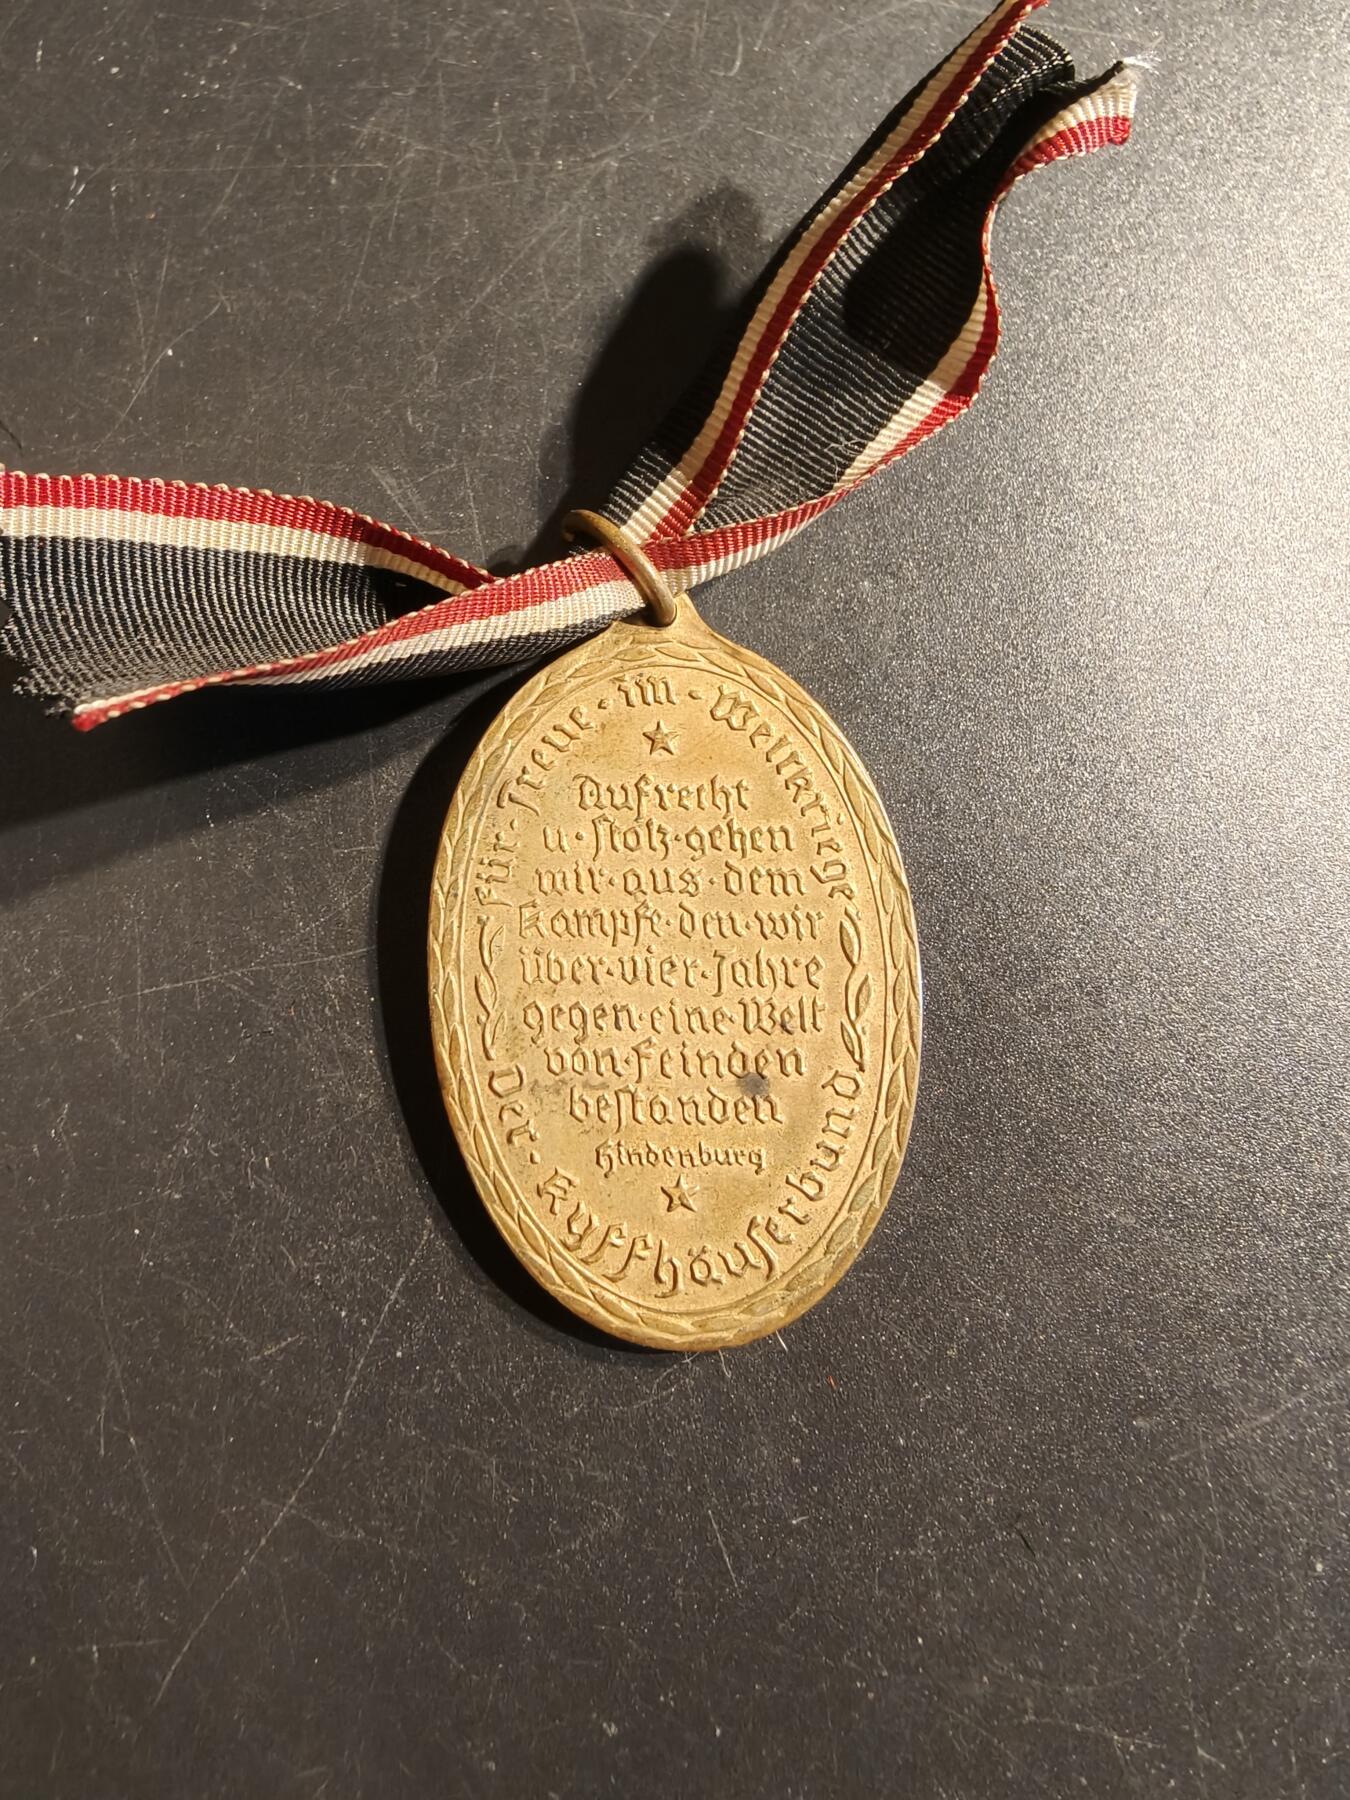 für · Treue · im · Weltkriege
Aufrecht
u · stolz · gehen
wir · aus · dem
Kampfe · den · wir
über · vier · Jahre
gegen · eine · Welt
von · Feinden
bestanden
Hindenburg
Der · Kyffhäuserbund